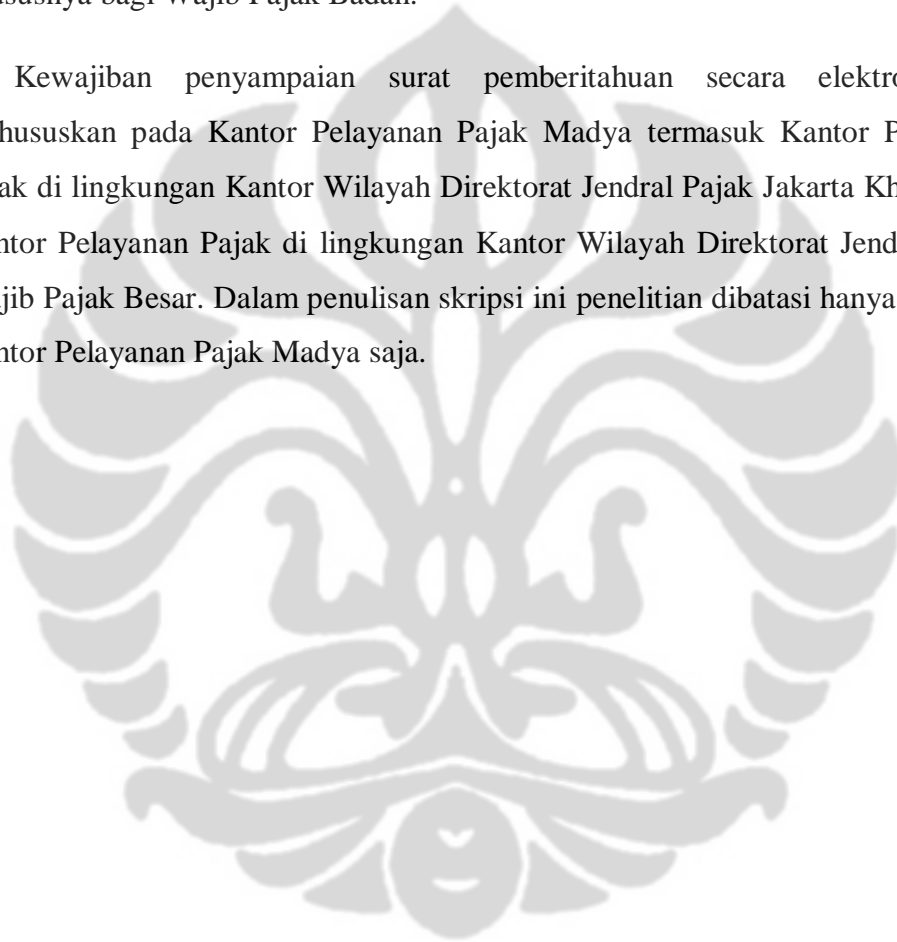 ususnya bagi Wajib Pajak Badan.
Kewajiban penyampaian surat pemberitahuan secara elektro
hususkan pada Kantor Pelayanan Pajak Madya termasuk Kantor P
ak di lingkungan Kantor Wilayah Direktorat Jendral Pajak Jakarta Kh
ntor Pelayanan Pajak di lingkungan Kantor Wilayah Direktorat Jend
jib Pajak Besar. Dalam penulisan skripsi ini penelitian dibatasi hanya
ntor Pelayanan Pajak Madya saja.